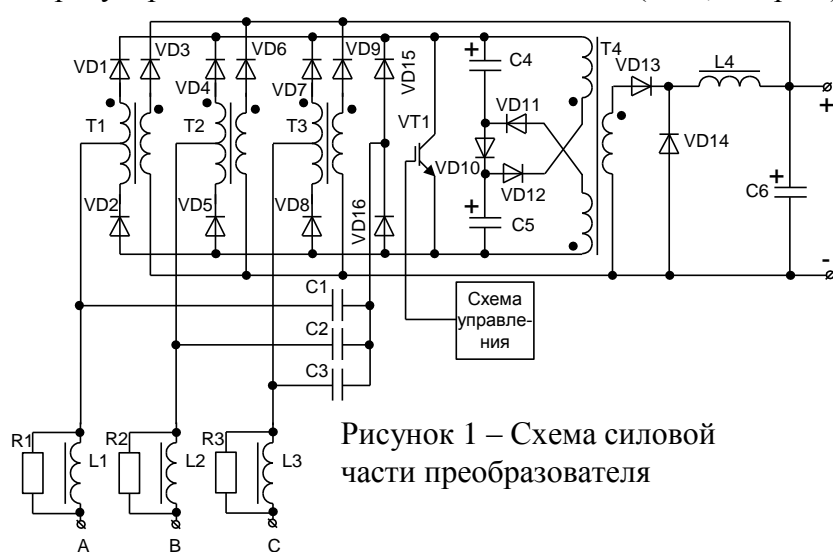 VD3 VD6 VD9 VD15
VD1 VD4 VD7
C4 T4 VD13 L4
T1 T2 T3 VT1 VD11
VD10 VD12 VD14
VD2 VD5 VD8 VD16
C5 C6
+ + + + -
C1
C2
C3
Схема
управле-
ния
R1 L1 R2 L2 R3 L3
A B C
Рисунок 1 – Схема силовой
части преобразователя